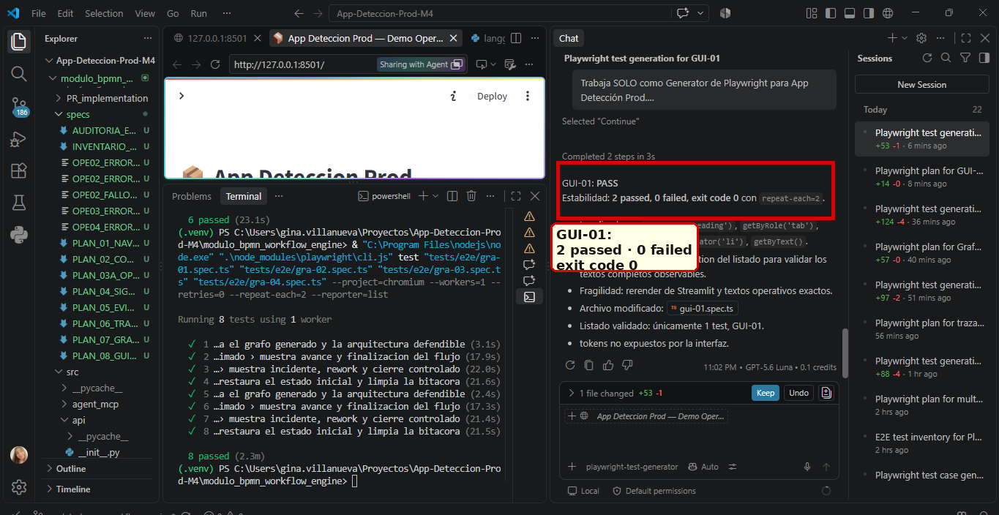 File Edit Selection View Go Run ···
App-Deteccion-Prod-M4
Explorer ···
App-Deteccion-Prod-M4
modulo_bpmn_...
PR_implementation
specs
AUDITORIA_E... U
INVENTARIO_... U
OPE02_ERROR... U
OPE02_ERROR... U
OPE02_FALLO... U
OPE03_ERROR... U
OPE04_ERROR... U
PLAN_01_NAV... U
PLAN_02_CO... U
PLAN_03A_OP... U
PLAN_04_SIG... U
PLAN_05_EVI... U
PLAN_06_TRA... U
PLAN_07_GRA... U
PLAN_08_GUI... U
src
__pycache__
agent_mcp
api
__pycache__
__init__.py
Outline
Timeline
186
127.0.0.1:8501
App Deteccion Prod — Demo Oper...
langg
http://127.0.0.1:8501/
Sharing with Agent
Deploy
App Deteccion Prod
Problems Terminal ··· powershell
6 passed (23.1s)
(.venv) PS C:\Users\gina.villanueva\Proyectos\App-Deteccion-Pro
d-M4\modulo_bpmn_workflow_engine> & "C:\Program Files\nodejs\no
de.exe" ".\node_modules\playwright\cli.js" test "tests/e2e/gra-
01.spec.ts" "tests/e2e/gra-02.spec.ts" "tests/e2e/gra-03.spec.t
s" "tests/e2e/gra-04.spec.ts" --project=chromium --workers=1 --
retries=0 --repeat-each=2 --reporter=list
Running 8 tests using 1 worker
✓ 1 …a el grafo generado y la arquitectura defendible (3.1s)
✓ 2 …imado › muestra avance y finalizacion del flujo (17.9s)
✓ 3 …› muestra incidente, rework y cierre controlado (22.0s)
✓ 4 …restaura el estado inicial y limpia la bitacora (21.6s)
✓ 5 …a el grafo generado y la arquitectura defendible (2.4s)
✓ 6 …imado › muestra avance y finalizacion del flujo (17.3s)
✓ 7 …› muestra incidente, rework y cierre controlado (21.4s)
✓ 8 …restaura el estado inicial y limpia la bitacora (21.5s)
8 passed (2.3m)
(.venv) PS C:\Users\gina.villanueva\Proyectos\App-Deteccion-Pro
d-M4\modulo_bpmn_workflow_engine>
Chat
Playwright test generation for GUI-01
Trabaja SOLO como Generator de Playwright para App
Detección Prod....
Selected "Continue"
Completed 2 steps in 3s
GUI-01: PASS
Estabilidad: 2 passed, 0 failed, exit code 0 con repeat-each=2.
eading'), getByRole('tab'),
ator('li'), getByText().
GUI-01:
2 passed · 0 failed
exit code 0
tion del listado para validar los
textos completos observables.
• Fragilidad: rerender de Streamlit y textos operativos exactos.
• Archivo modificado: TS gui-01.spec.ts
• Listado validado: únicamente 1 test, GUI-01.
• tokens no expuestos por la interfaz.
11:02 PM • GPT-5.6 Luna • 0.1 credits
1 file changed +53 -1 Keep Undo
App Deteccion Prod — Demo Oper...
playwright-test-generator Auto
Local Default permissions
Sessions
New Session
Today 22
Playwright test generati...
+53 -1 · 6 mins ago
Playwright plan for GUI-...
+14 -0 · 8 mins ago
Playwright test generati...
+124 -4 · 36 mins ago
Playwright plan for Graf...
+57 -0 · 40 mins ago
Playwright test generati...
+97 -2 · 51 mins ago
Playwright plan for traza...
56 mins ago
Playwright test generati...
+88 -4 · 1 hr ago
Playwright plan for mult...
2 hrs ago
E2E test inventory for Pl...
2 hrs ago
Playwright test case gen...